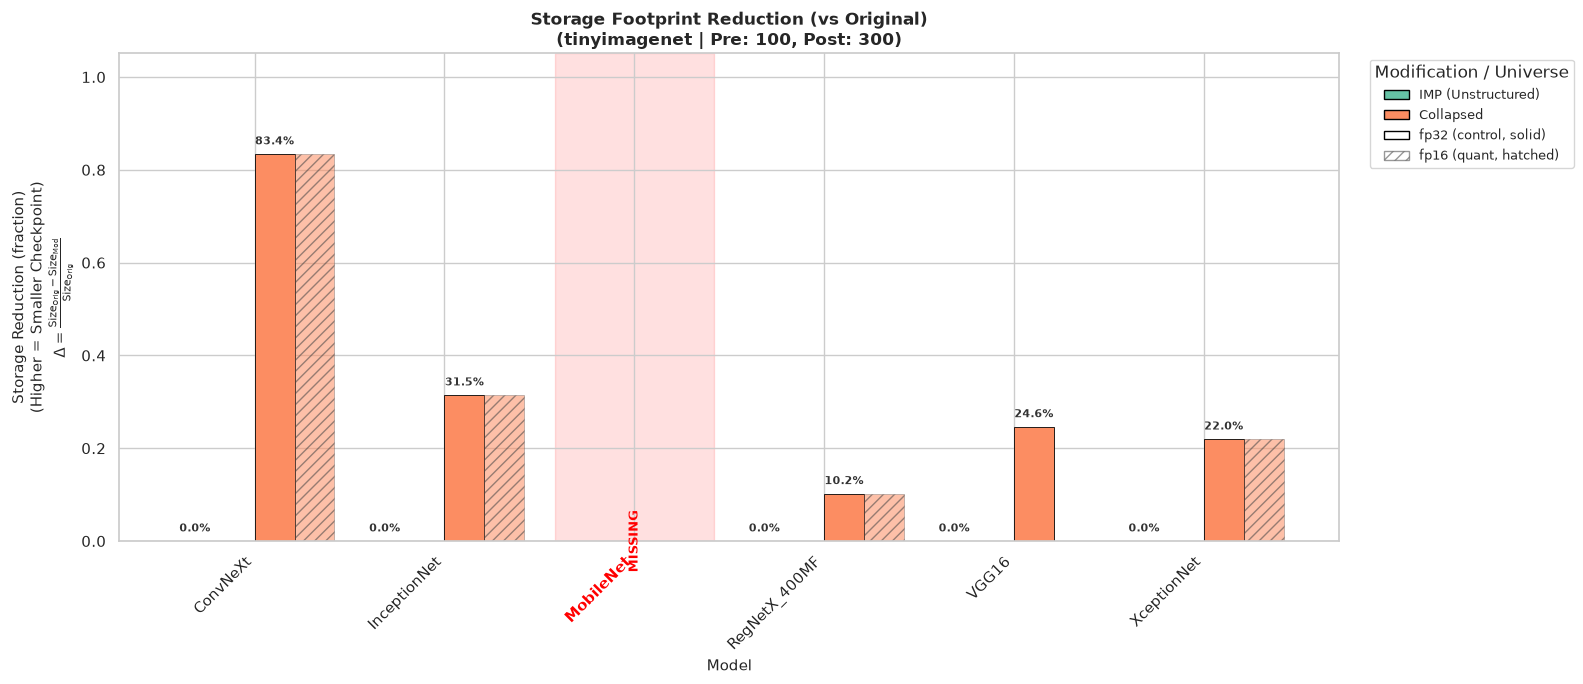 Storage Footprint Reduction (vs Original)
(tinyimagenet | Pre: 100, Post: 300)
Storage Reduction (fraction)
(Higher = Smaller Checkpoint)
Δ = (Size_Orig − Size_Mod) / Size_Orig
1.0
0.8
0.6
0.4
0.2
0.0
0.0%
83.4%
0.0%
31.5%
MISSING
0.0%
10.2%
0.0%
24.6%
0.0%
22.0%
ConvNeXt
InceptionNet
MobileNet
RegNetX_400MF
VGG16
XceptionNet
Model
Modification / Universe
IMP (Unstructured)
Collapsed
fp32 (control, solid)
fp16 (quant, hatched)